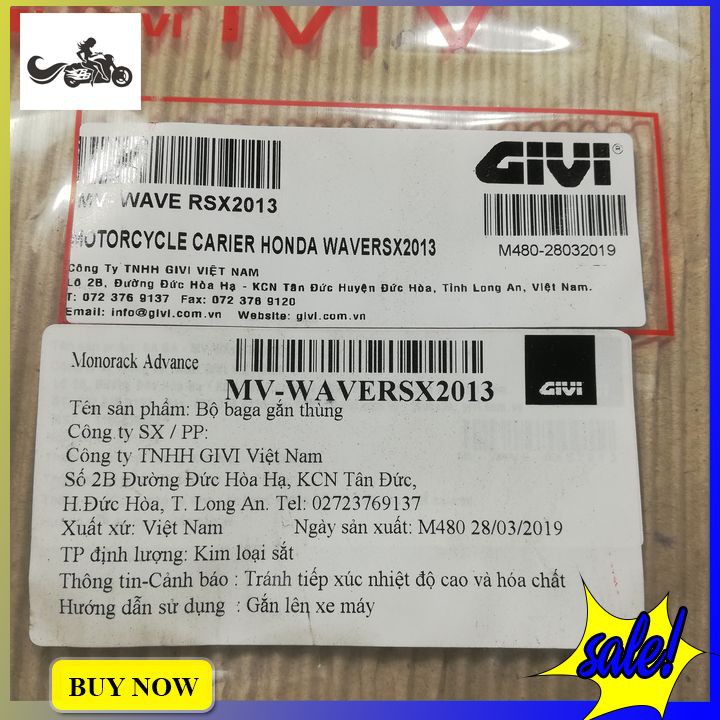 GIVI
MV-WAVE RSX2013
MOTORCYCLE CARIER HONDA WAVERSX2013
M480-28032019
Công Ty TNHH GIVI VIỆT NAM
Lô 2B, Đường Đức Hòa Hạ - KCN Tân Đức Huyện Đức Hòa, Tỉnh Long An, Việt Nam.
T: 072 376 9137 Fax: 072 376 9120
Email: info@givi.com.vn Website: givi.com.vn
Monorack Advance
GIVI
MV-WAVERSX2013
Tên sản phẩm: Bộ baga gắn thùng
Công ty SX / PP:
Công ty TNHH GIVI Việt Nam
Số 2B Đường Đức Hòa Hạ, KCN Tân Đức,
H.Đức Hòa, T. Long An. Tel: 02723769137
Xuất xứ: Việt Nam Ngày sản xuất: M480 28/03/2019
TP định lượng: Kim loại sắt
Thông tin-Cảnh báo : Tránh tiếp xúc nhiệt độ cao và hóa chất
Hướng dẫn sử dụng : Gắn lên xe máy
BUY NOW
sale!